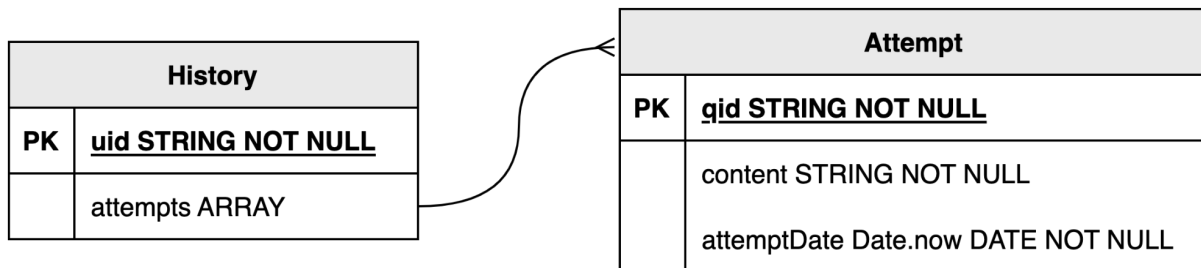 History
PK uid STRING NOT NULL
attempts ARRAY
Attempt
PK qid STRING NOT NULL
content STRING NOT NULL
attemptDate Date.now DATE NOT NULL